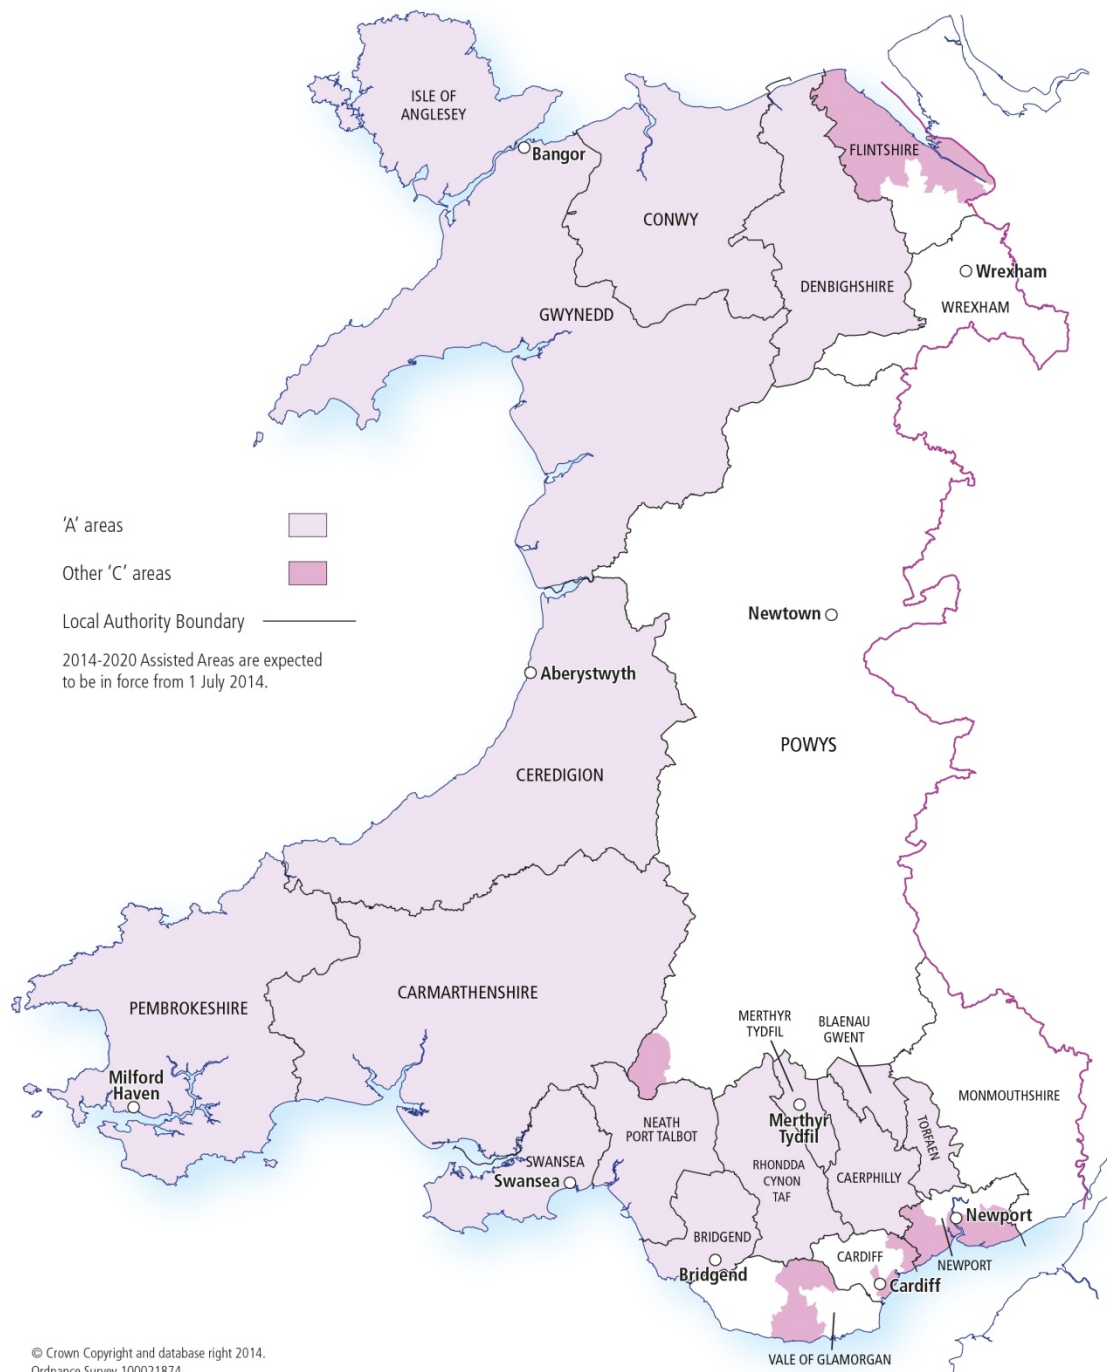 ISLE OF
ANGLESEY
Bangor
FLINTSHIRE
CONWY
Wrexham
DENBIGHSHIRE
WREXHAM
GWYNEDD
'A' areas
Other 'C' areas
Local Authority Boundary
2014-2020 Assisted Areas are expected
to be in force from 1 July 2014.
Newtown
Aberystwyth
POWYS
CEREDIGION
CARMARTHENSHIRE
PEMBROKESHIRE
MERTHYR
TYDFIL
BLAENAU
GWENT
Milford
Haven
MONMOUTHSHIRE
NEATH
PORT TALBOT
Merthyr
Tydfil
TORFAEN
SWANSEA
Swansea
RHONDDA
CYNON
TAF
CAERPHILLY
Newport
BRIDGEND
CARDIFF
NEWPORT
Bridgend
Cardiff
VALE OF GLAMORGAN
© Crown Copyright and database right 2014.
Ordnance Survey 100021874